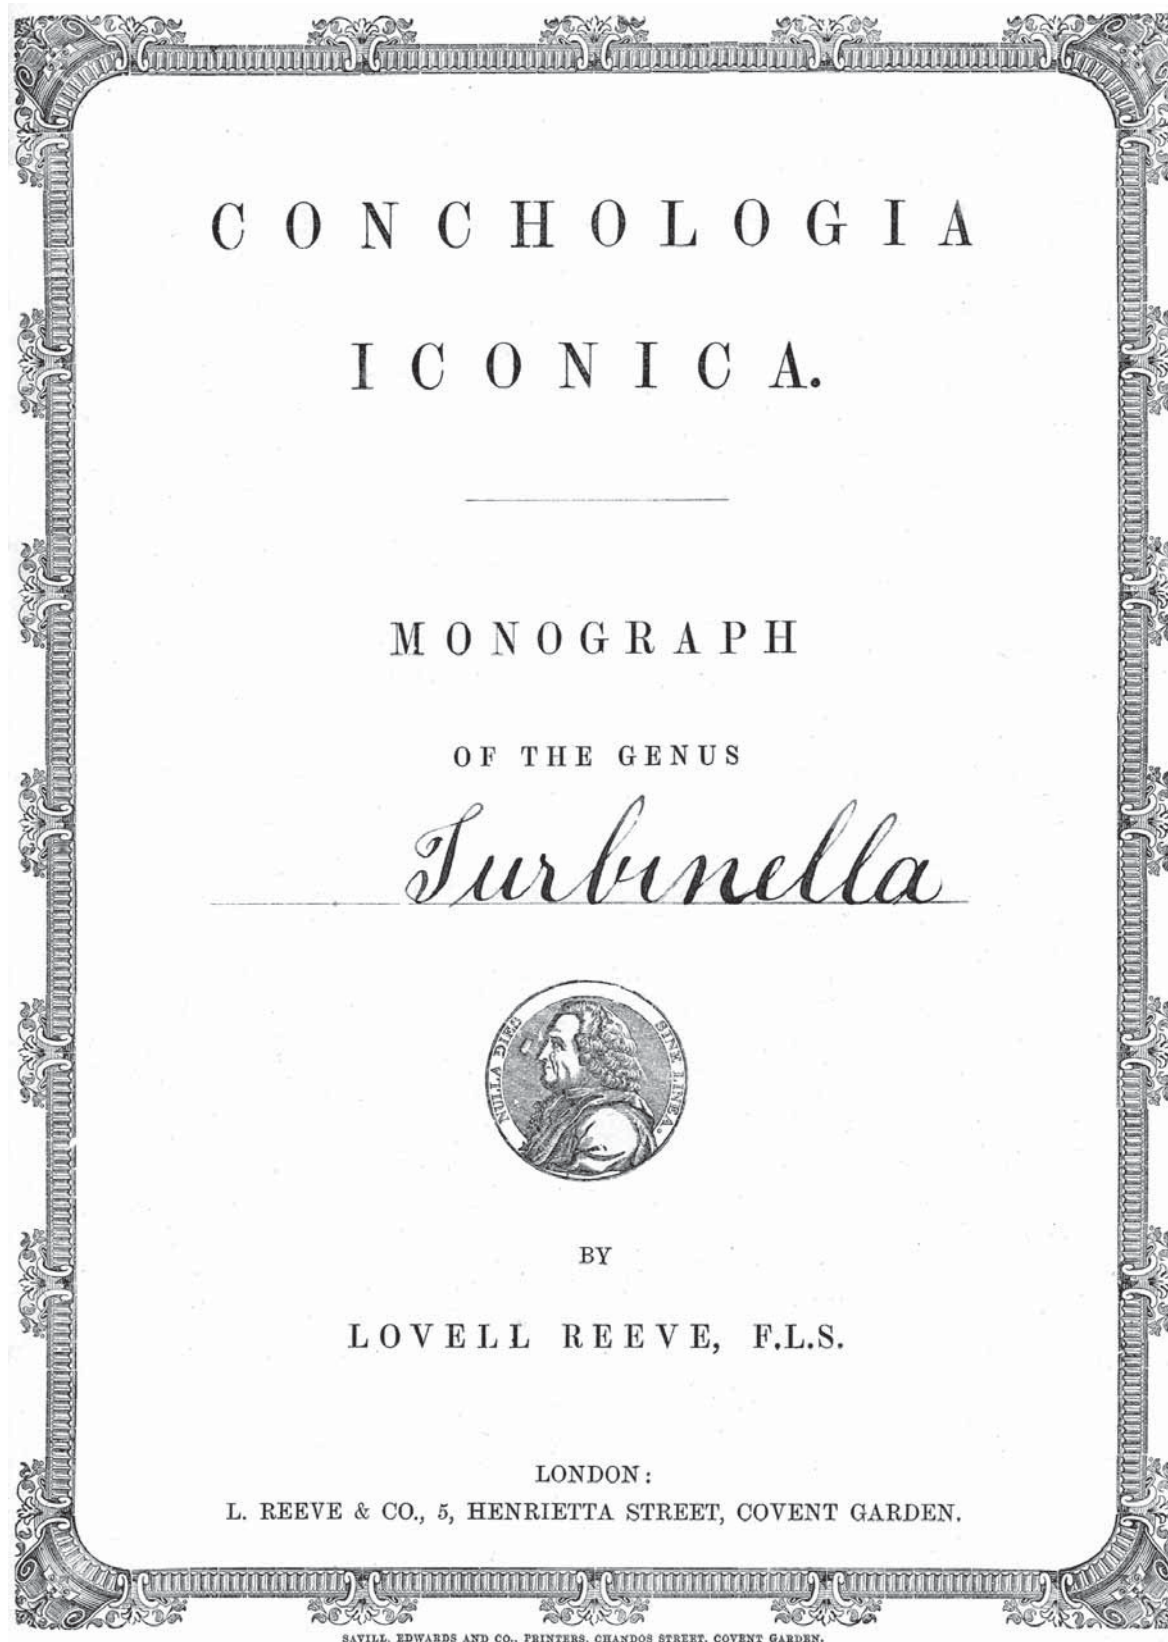 CONCHOLOGIA
ICONICA.
MONOGRAPH
OF THE GENUS
Turbinella
NULLA DIES SINE LINEA.
BY
LOVELL REEVE, F.L.S.
LONDON:
L. REEVE & CO., 5, HENRIETTA STREET, COVENT GARDEN.
SAVILL, EDWARDS AND CO., PRINTERS, CHANDOS STREET, COVENT GARDEN.